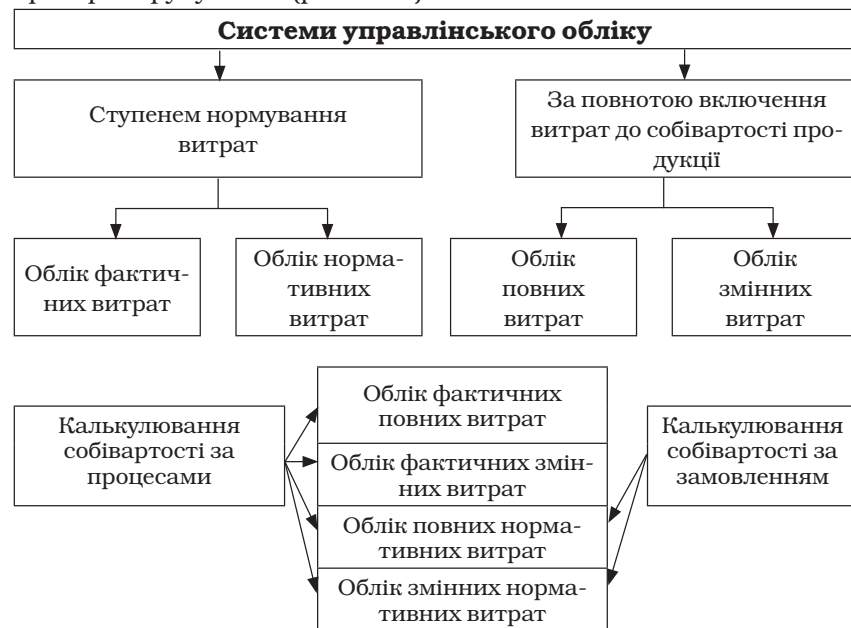 Системи управлінського обліку
Ступенем нормування
витрат
За повнотою включення
витрат до собівартості про-
дукції
Облік фактич-
них витрат
Облік норма-
тивних
витрат
Облік
повних
витрат
Облік
змінних
витрат
Калькулювання
собівартості за
процесами
Облік фактичних
повних витрат
Облік фактичних змін-
них витрат
Облік повних норма-
тивних витрат
Облік змінних норма-
тивних витрат
Калькулювання
собівартості за
замовленням